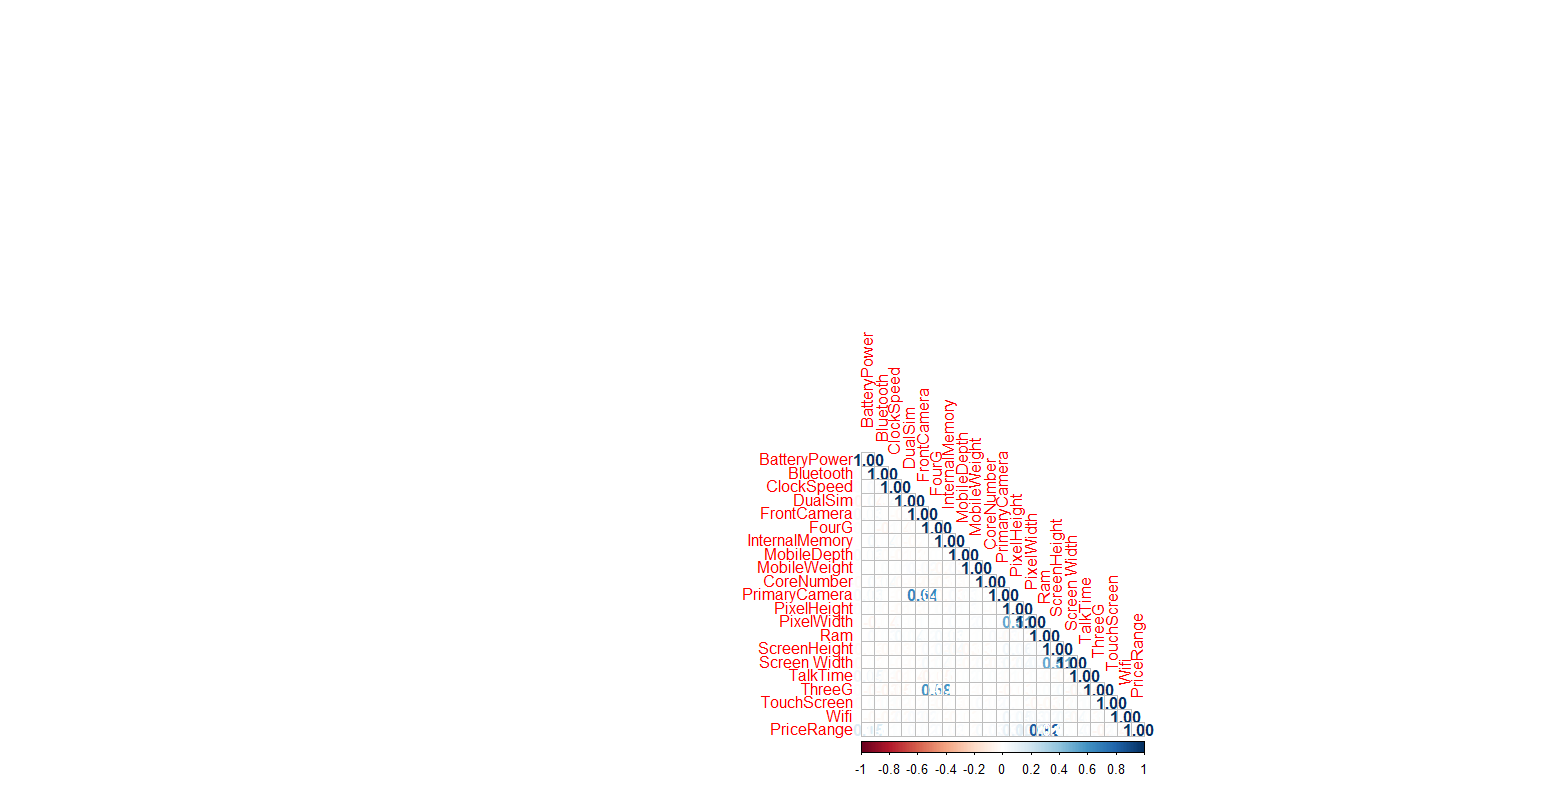 BatteryPower
Bluetooth
ClockSpeed
DualSim
FrontCamera
FourG
InternalMemory
MobileDepth
MobileWeight
CoreNumber
PrimaryCamera
PixelHeight
PixelWidth
Ram
ScreenHeight
Screen Width
TalkTime
ThreeG
TouchScreen
Wifi
PriceRange
BatteryPower 1.00
Bluetooth 1.00
ClockSpeed 1.00
DualSim 1.00
FrontCamera 1.00
FourG 1.00
InternalMemory 1.00
MobileDepth 1.00
MobileWeight 1.00
CoreNumber 1.00
PrimaryCamera 0.64 1.00
PixelHeight 1.00
PixelWidth 1.00
Ram 1.00
ScreenHeight 1.00
Screen Width 1.00
TalkTime 1.00
ThreeG 1.00
TouchScreen 1.00
Wifi 1.00
PriceRange 1.00
-1 -0.8 -0.6 -0.4 -0.2 0 0.2 0.4 0.6 0.8 1